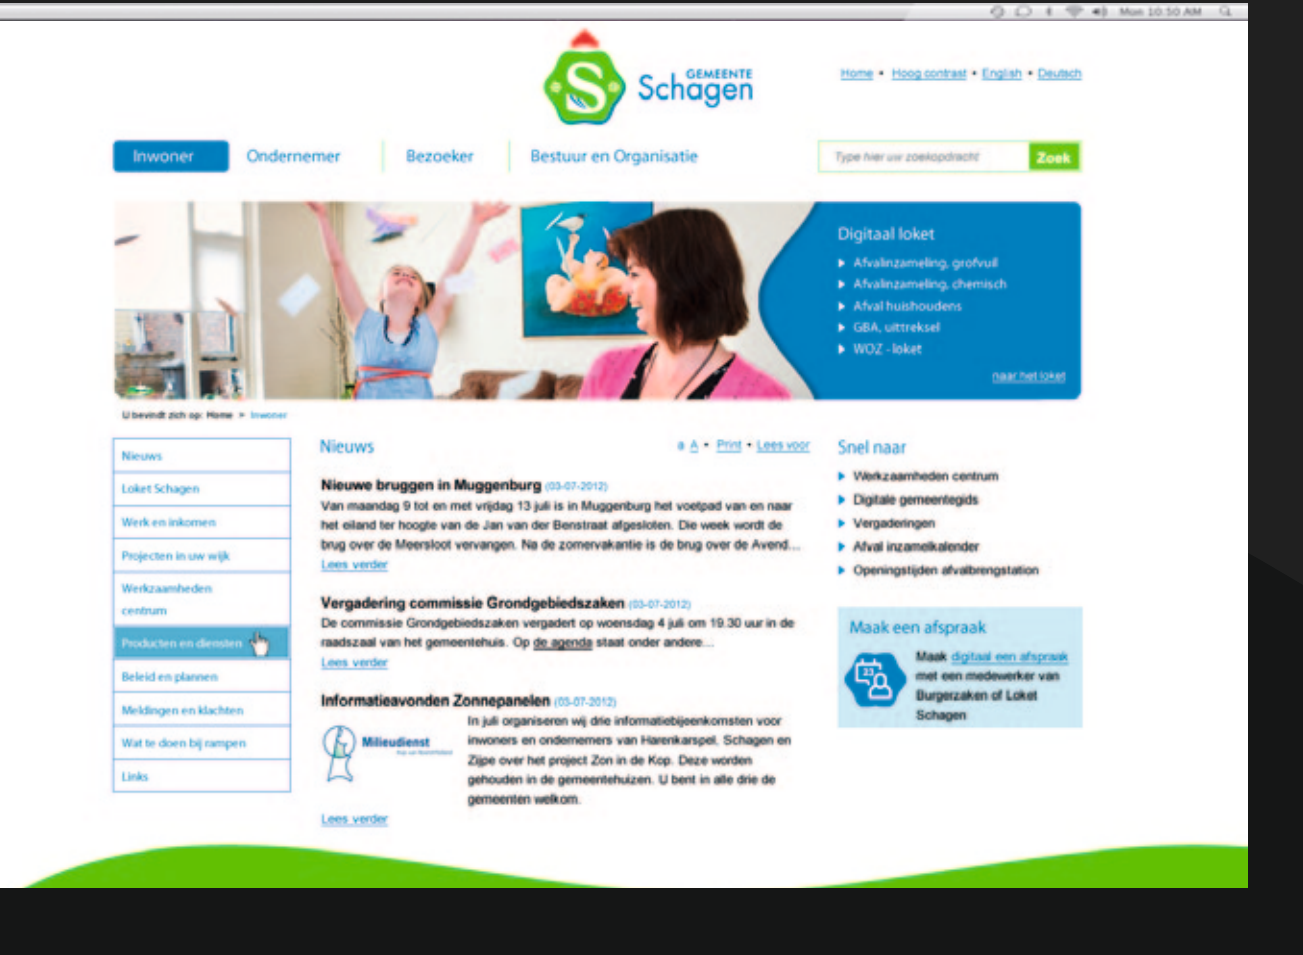 Mon 10:50 AM
GEMEENTE
Schagen
Home • Hoog contrast • English • Deutsch
Inwoner
Ondernemer
Bezoeker
Bestuur en Organisatie
Type hier uw zoekopdracht
Zoek
Digitaal loket
Afvalinzameling, grofvuil
Afvalinzameling, chemisch
Afval huishoudens
GBA, uittreksel
WOZ - loket
naar het loket
U bevindt zich op: Home > Inwoner
Nieuws
Loket Schagen
Werk en inkomen
Projecten in uw wijk
Werkzaamheden
centrum
Producten en diensten
Beleid en plannen
Meldingen en klachten
Wat te doen bij rampen
Links
Nieuws
a A • Print • Lees voor
Nieuwe bruggen in Muggenburg (03-07-2012)
Van maandag 9 tot en met vrijdag 13 juli is in Muggenburg het voetpad van en naar
het eiland ter hoogte van de Jan van der Benstraat afgesloten. Die week wordt de
brug over de Meersloot vervangen. Na de zomervakantie is de brug over de Avend...
Lees verder
Vergadering commissie Grondgebiedszaken (03-07-2012)
De commissie Grondgebiedszaken vergadert op woensdag 4 juli om 19.30 uur in de
raadszaal van het gemeentehuis. Op de agenda staat onder andere...
Lees verder
Informatieavonden Zonnepanelen (03-07-2012)
Milieudienst
In juli organiseren wij drie informatiebijeenkomsten voor
inwoners en ondernemers van Harenkarspel, Schagen en
Zijpe over het project Zon in de Kop. Deze worden
gehouden in de gemeentehuizen. U bent in alle drie de
gemeenten welkom.
Lees verder
Snel naar
Werkzaamheden centrum
Digitale gemeentegids
Vergaderingen
Afval inzamelkalender
Openingstijden afvalbrengstation
Maak een afspraak
23
Maak digitaal een afspraak
met een medewerker van
Burgerzaken of Loket
Schagen